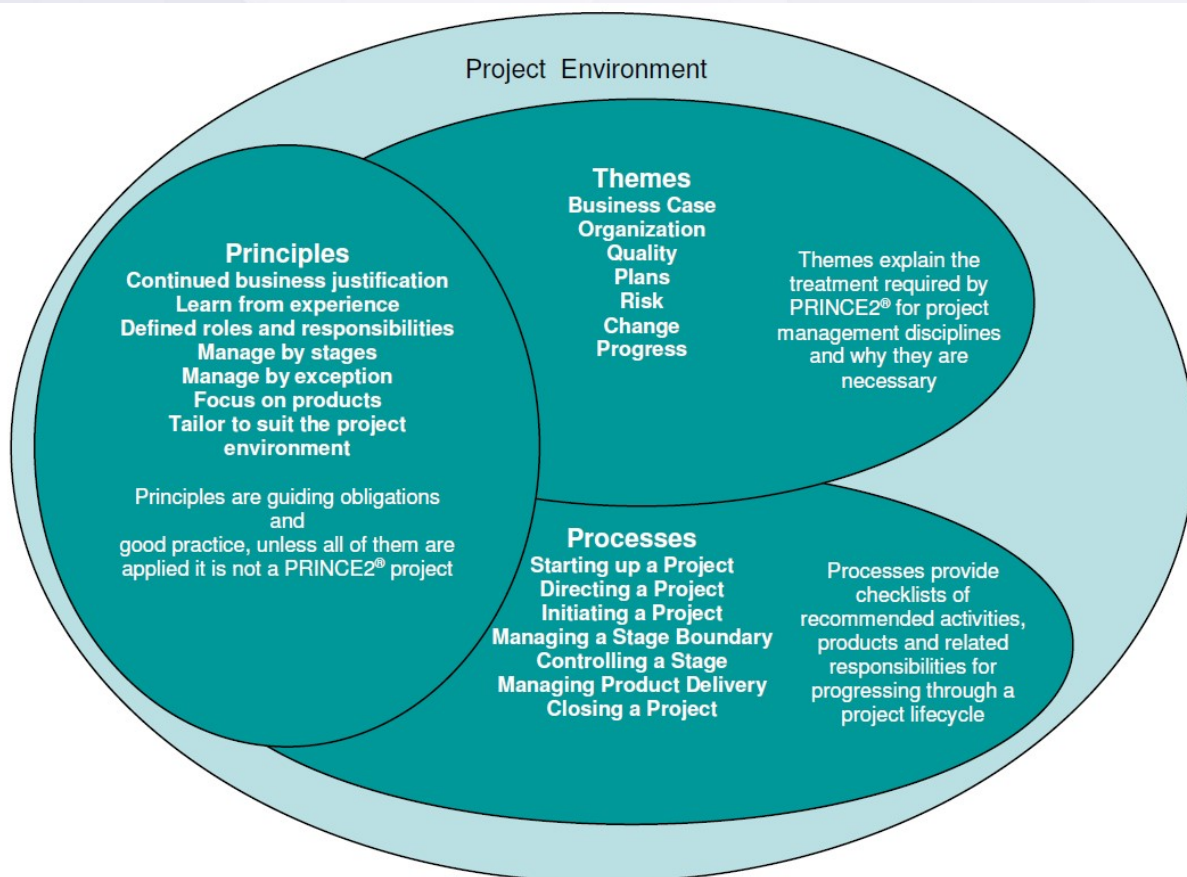 Project Environment
Principles
Continued business justification
Learn from experience
Defined roles and responsibilities
Manage by stages
Manage by exception
Focus on products
Tailor to suit the project
environment
Principles are guiding obligations
and
good practice, unless all of them are
applied it is not a PRINCE2® project
Themes
Business Case
Organization
Quality
Plans
Risk
Change
Progress
Themes explain the
treatment required by
PRINCE2® for project
management disciplines
and why they are
necessary
Processes
Starting up a Project
Directing a Project
Initiating a Project
Managing a Stage Boundary
Controlling a Stage
Managing Product Delivery
Closing a Project
Processes provide
checklists of
recommended activities,
products and related
responsibilities for
progressing through a
project lifecycle